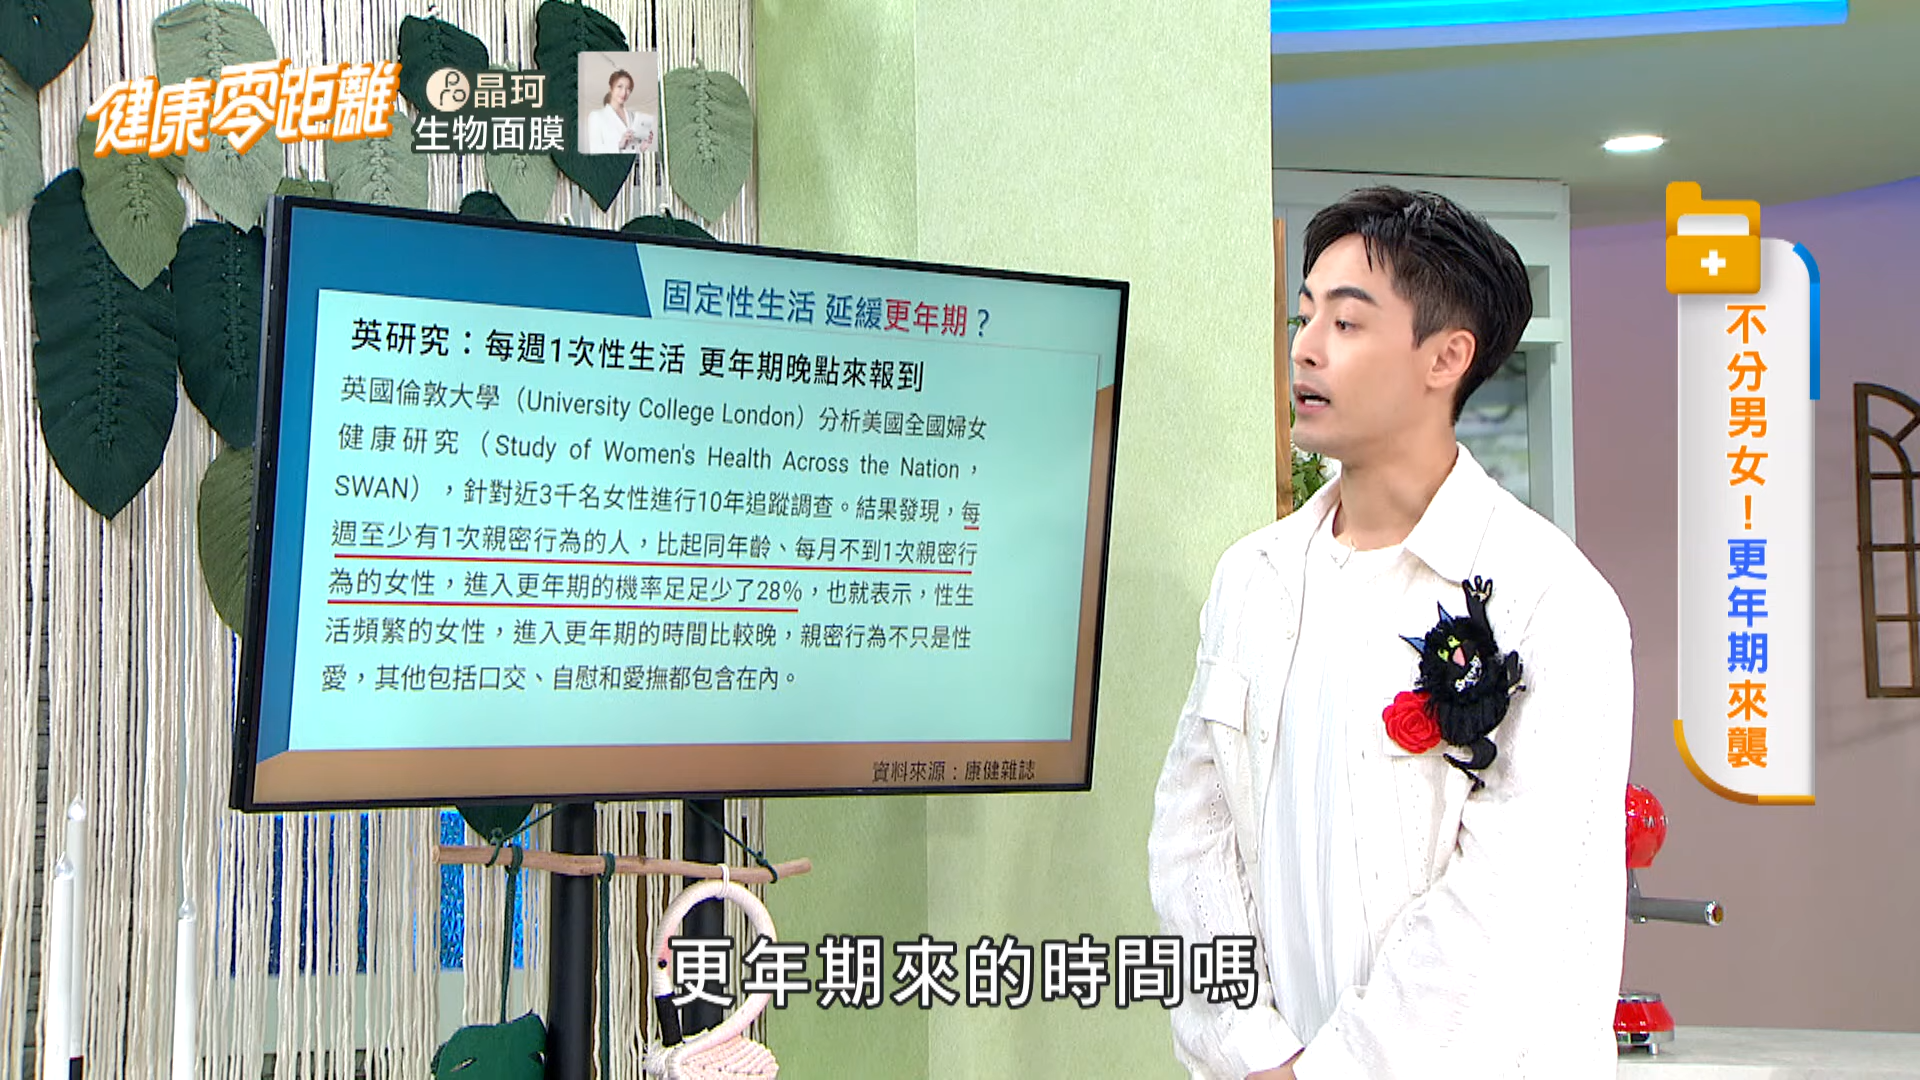 健康零距離
Pro 晶珂
生物面膜
固定性生活 延緩更年期？
英研究：每週1次性生活 更年期晚點來報到
英國倫敦大學（University College London）分析美國全國婦女
健康研究（Study of Women's Health Across the Nation，
SWAN），針對近3千名女性進行10年追蹤調查。結果發現，每
週至少有1次親密行為的人，比起同年齡、每月不到1次親密行
為的女性，進入更年期的機率足足少了28%，也就表示，性生
活頻繁的女性，進入更年期的時間比較晚，親密行為不只是性
愛，其他包括口交、自慰和愛撫都包含在內。
資料來源：康健雜誌
不分男女！更年期來襲
更年期來的時間嗎